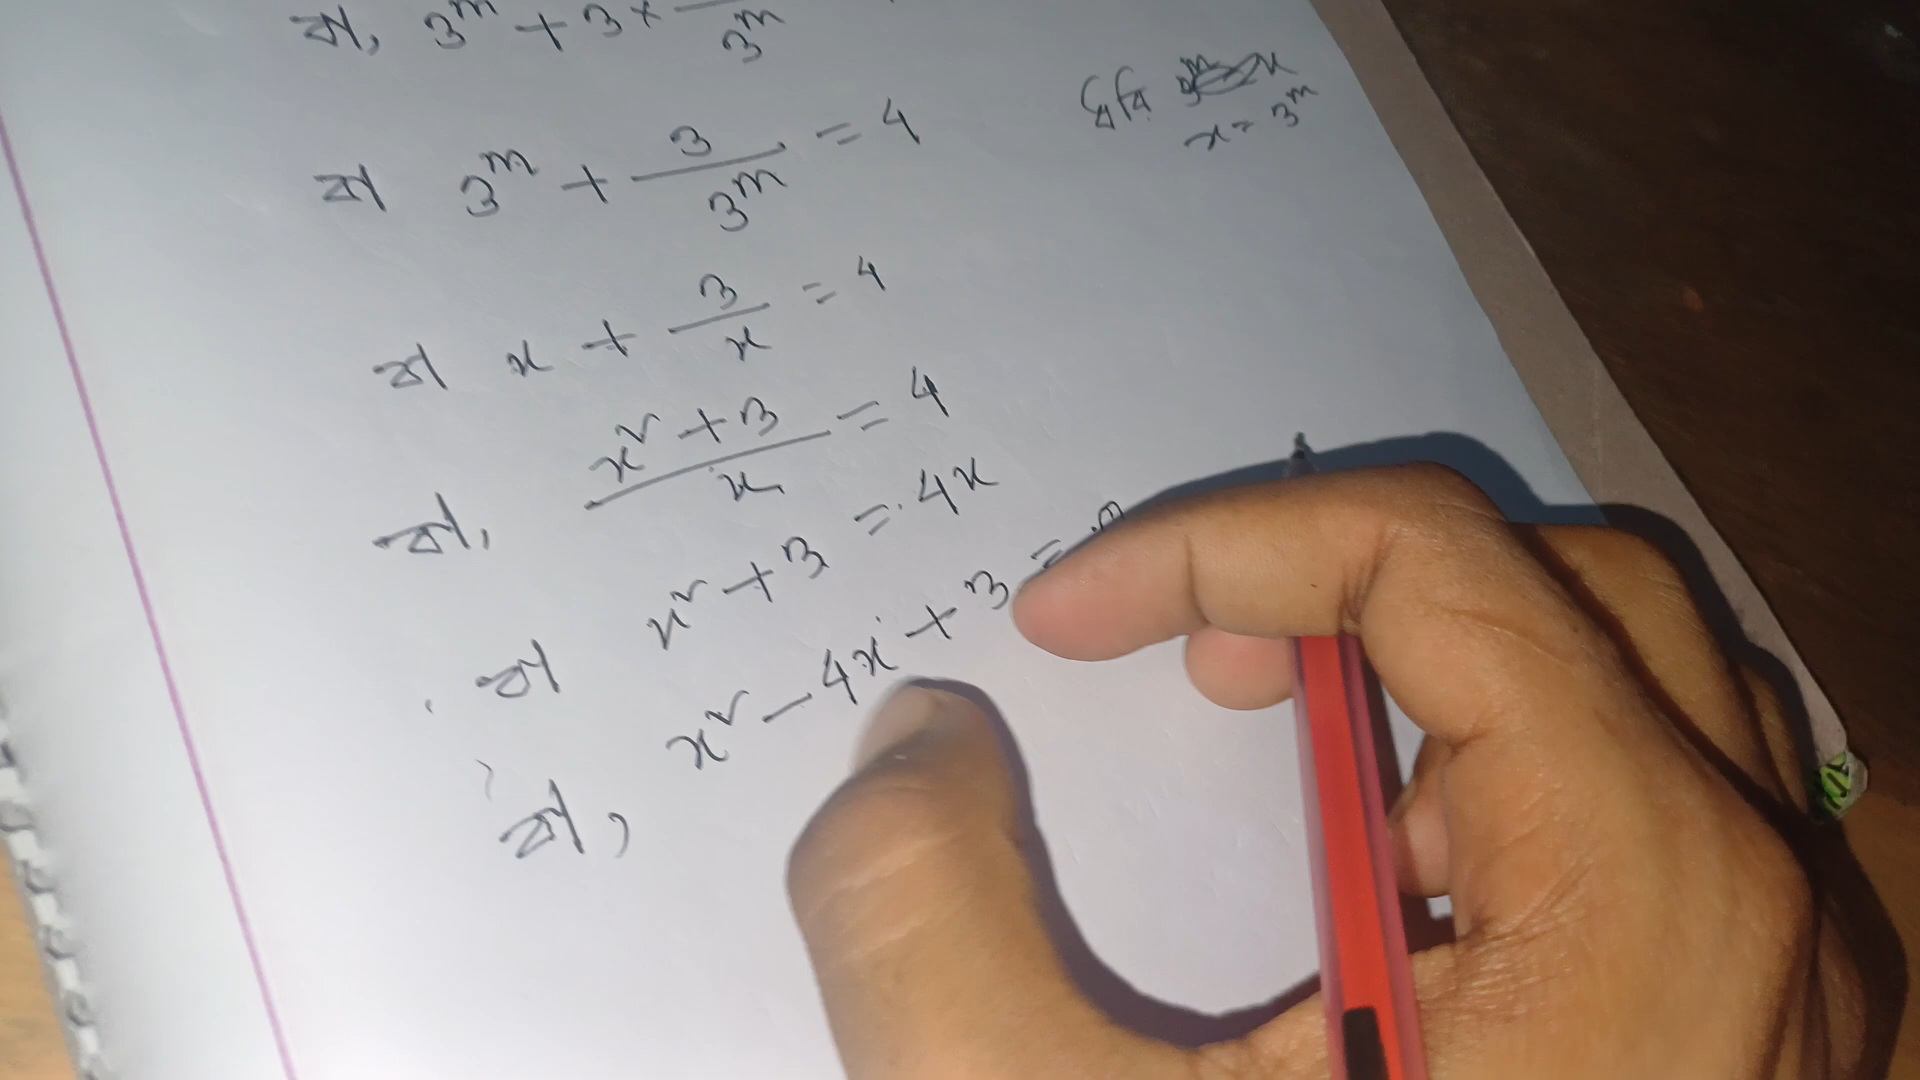 বা, 3^m + 3 × 3^m
ধরি
x = 3^m
বা 3^m + 3/3^m = 4
বা x + 3/x = 4
বা, (x² + 3)/x = 4
বা x² + 3 = 4x
বা, x² - 4x + 3 =